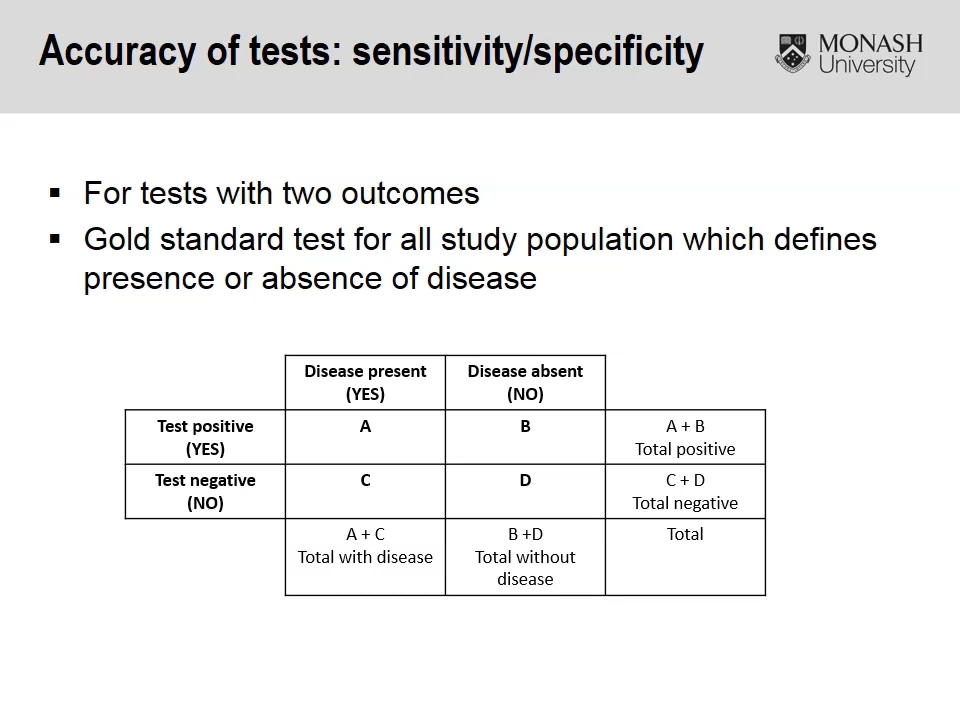 Accuracy of tests: sensitivity/specificity
MONASH
University
▪ For tests with two outcomes
▪ Gold standard test for all study population which defines
presence or absence of disease
Disease present
(YES)
Disease absent
(NO)
Test positive
(YES)
A
B
A + B
Total positive
Test negative
(NO)
C
D
C + D
Total negative
A + C
Total with disease
B +D
Total without
disease
Total